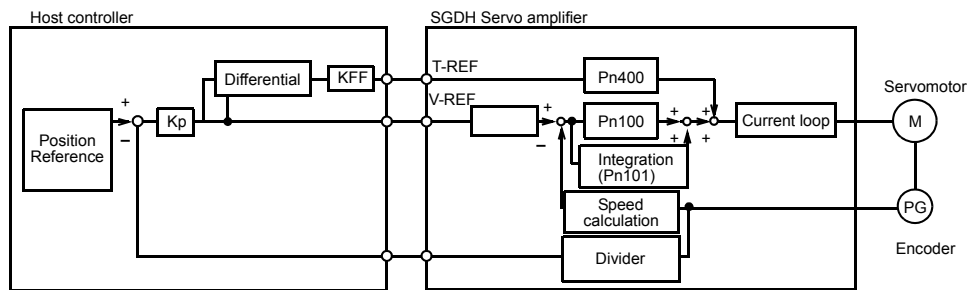 Host controller
SGDH Servo amplifier
Differential
KFF
T-REF
Pn400
Servomotor
V-REF
Position
Reference
+
−
Kp
+
−
Pn100
+
+
+
+
Current loop
M
Integration
(Pn101)
Speed
calculation
PG
Divider
Encoder